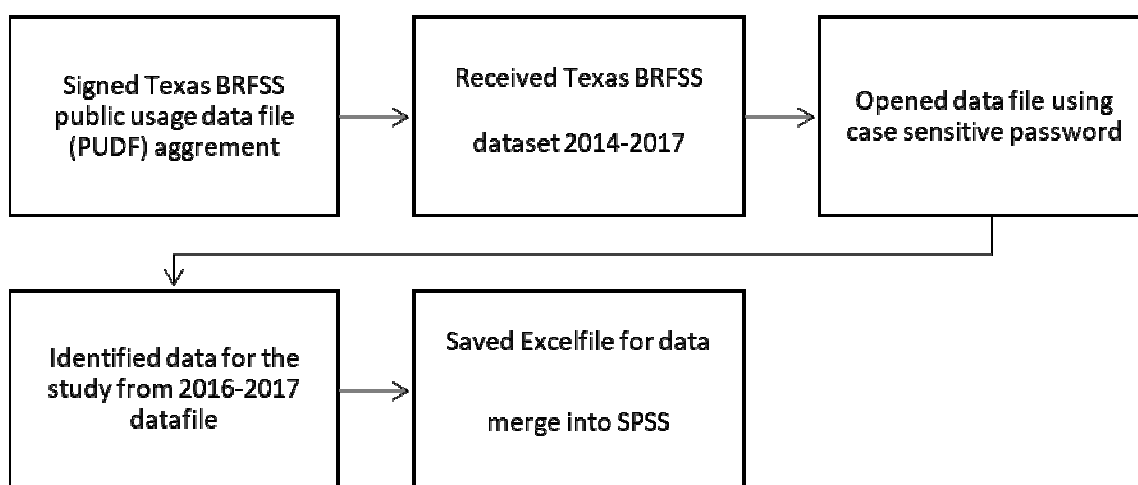 Signed Texas BRFSS
public usage data file
(PUDF) aggrement
Received Texas BRFSS
dataset 2014-2017
Opened data file using
case sensitive password
Identified data for the
study from 2016-2017
datafile
Saved Excelfile for data
merge into SPSS